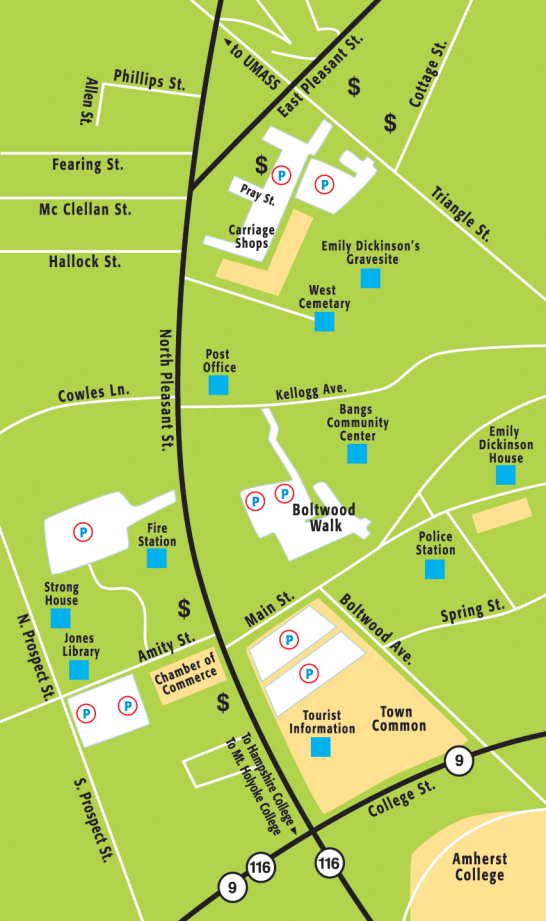 to UMASS
East Pleasant St.
$
Cottage St.
Phillips St.
Allen St.
$
Fearing St.
$
P
P
Pray St.
Mc Clellan St.
Triangle St.
Carriage
Shops
Hallock St.
Emily Dickinson's
Gravesite
West
Cemetary
North Pleasant St.
Post
Office
Cowles Ln.
Kellogg Ave.
Bangs
Community
Center
Emily
Dickinson
House
P
P
Boltwood
Walk
P
Fire
Station
Police
Station
Strong
House
$
Main St.
Boltwood Ave.
Spring St.
N. Prospect St.
Jones
Library
Amity St.
P
Chamber of
Commerce
P
P
P
$
Tourist
Information
Town
Common
To Hampshire College
To Mt. Holyoke College
9
College St.
S. Prospect St.
116
116
9
Amherst
College